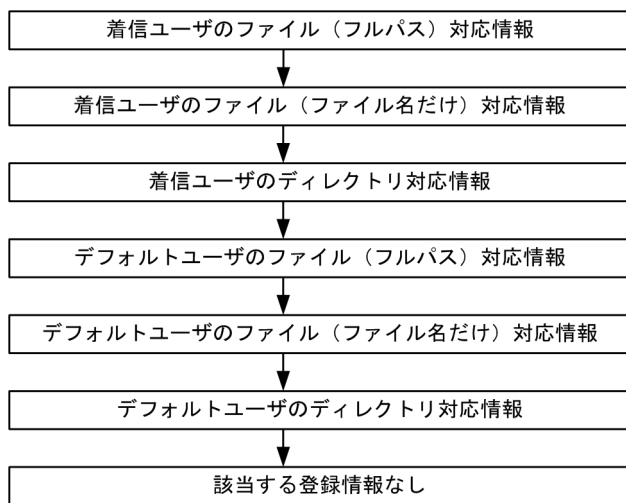 着信ユーザのファイル（フルパス）対応情報
着信ユーザのファイル（ファイル名だけ）対応情報
着信ユーザのディレクトリ対応情報
デフォルトユーザのファイル（フルパス）対応情報
デフォルトユーザのファイル（ファイル名だけ）対応情報
デフォルトユーザのディレクトリ対応情報
該当する登録情報なし